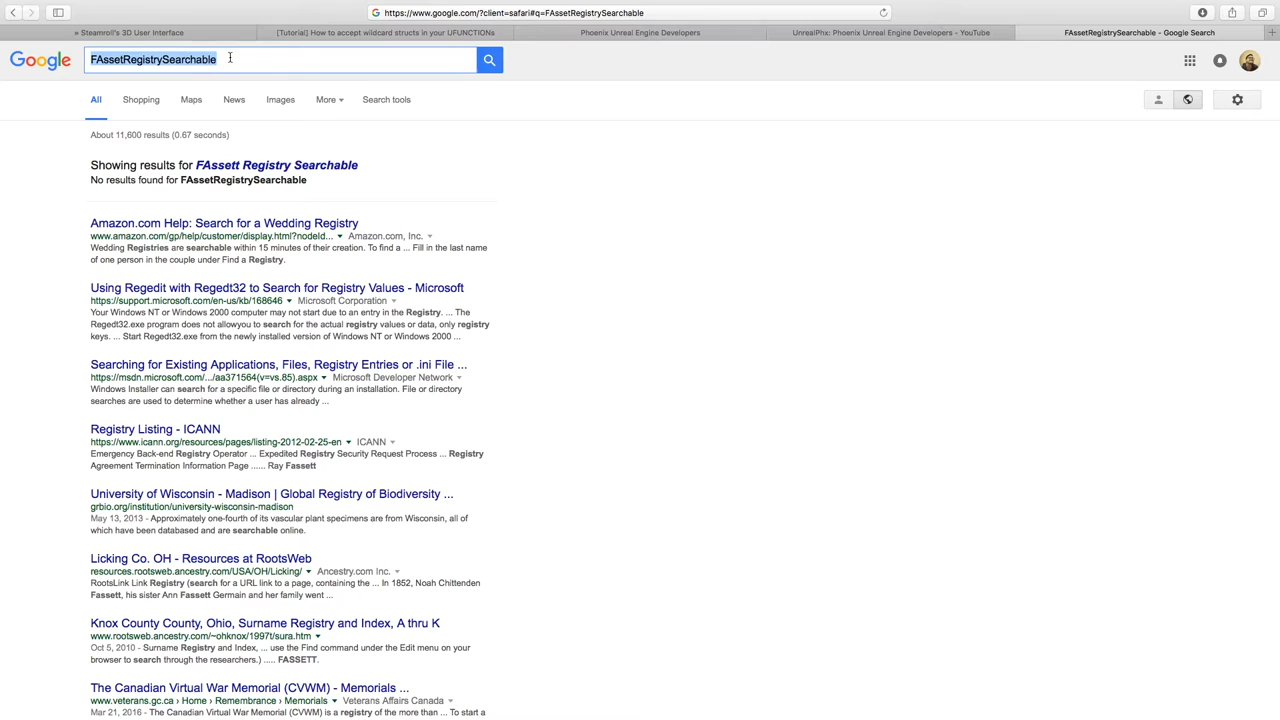 https://www.google.com/?client=safari#q=FAssetRegistrySearchable
» Steamroll's 3D User Interface
[Tutorial] How to accept wildcard structs in your UFUNCTIONs
Phoenix Unreal Engine Developers
UnrealPhx: Phoenix Unreal Engine Developers - YouTube
FAssetRegistrySearchable - Google Search
Google
FAssetRegistrySearchable
All
Shopping
Maps
News
Images
More
Search tools
About 11,600 results (0.67 seconds)
Showing results for FAssett Registry Searchable
No results found for FAssetRegistrySearchable
Amazon.com Help: Search for a Wedding Registry
www.amazon.com/gp/help/customer/display.html?nodeId... Amazon.com, Inc.
Wedding Registries are searchable within 15 minutes of their creation. To find a ... Fill in the last name
of one person in the couple under Find a Registry.
Using Regedit with Regedt32 to Search for Registry Values - Microsoft
https://support.microsoft.com/en-us/kb/168646 Microsoft Corporation
Your Windows NT or Windows 2000 computer may not start due to an entry in the Registry. ... The
Regedt32.exe program does not allowyou to search for the actual registry values or data, only registry
keys. ... Start Regedt32.exe from the newly installed version of Windows NT or Windows 2000 ...
Searching for Existing Applications, Files, Registry Entries or .ini File ...
https://msdn.microsoft.com/.../aa371564(v=vs.85).aspx Microsoft Developer Network
Windows Installer can search for a specific file or directory during an installation. File or directory
searches are used to determine whether a user has already ...
Registry Listing - ICANN
https://www.icann.org/resources/pages/listing-2012-02-25-en ICANN
Emergency Back-end Registry Operator ... Expedited Registry Security Request Process ... Registry
Agreement Termination Information Page ...... Ray Fassett
University of Wisconsin - Madison | Global Registry of Biodiversity ...
grbio.org/institution/university-wisconsin-madison
May 13, 2013 - Approximately one-fourth of its vascular plant specimens are from Wisconsin, all of
which have been databased and are searchable online.
Licking Co. OH - Resources at RootsWeb
resources.rootsweb.ancestry.com/USA/OH/Licking/ Ancestry.com Inc.
RootsLink Link Registry (search for a URL link to a page, containing the ... In 1852, Noah Chittenden
Fassett, his sister Ann Fassett Germain and her family went ...
Knox County County, Ohio, Surname Registry and Index, A thru K
www.rootsweb.ancestry.com/~ohknox/1997t/sura.htm
Oct 5, 2010 - Surname Registry and Index, ... use the Find command under the Edit menu on your
browser to search through the researchers.) ..... FASSETT.
The Canadian Virtual War Memorial (CVWM) - Memorials ...
www.veterans.gc.ca › Home › Remembrance › Memorials Veterans Affairs Canada
Mar 21, 2016 - The Canadian Virtual War Memorial (CVWM) is a registry of the more than ... To start a